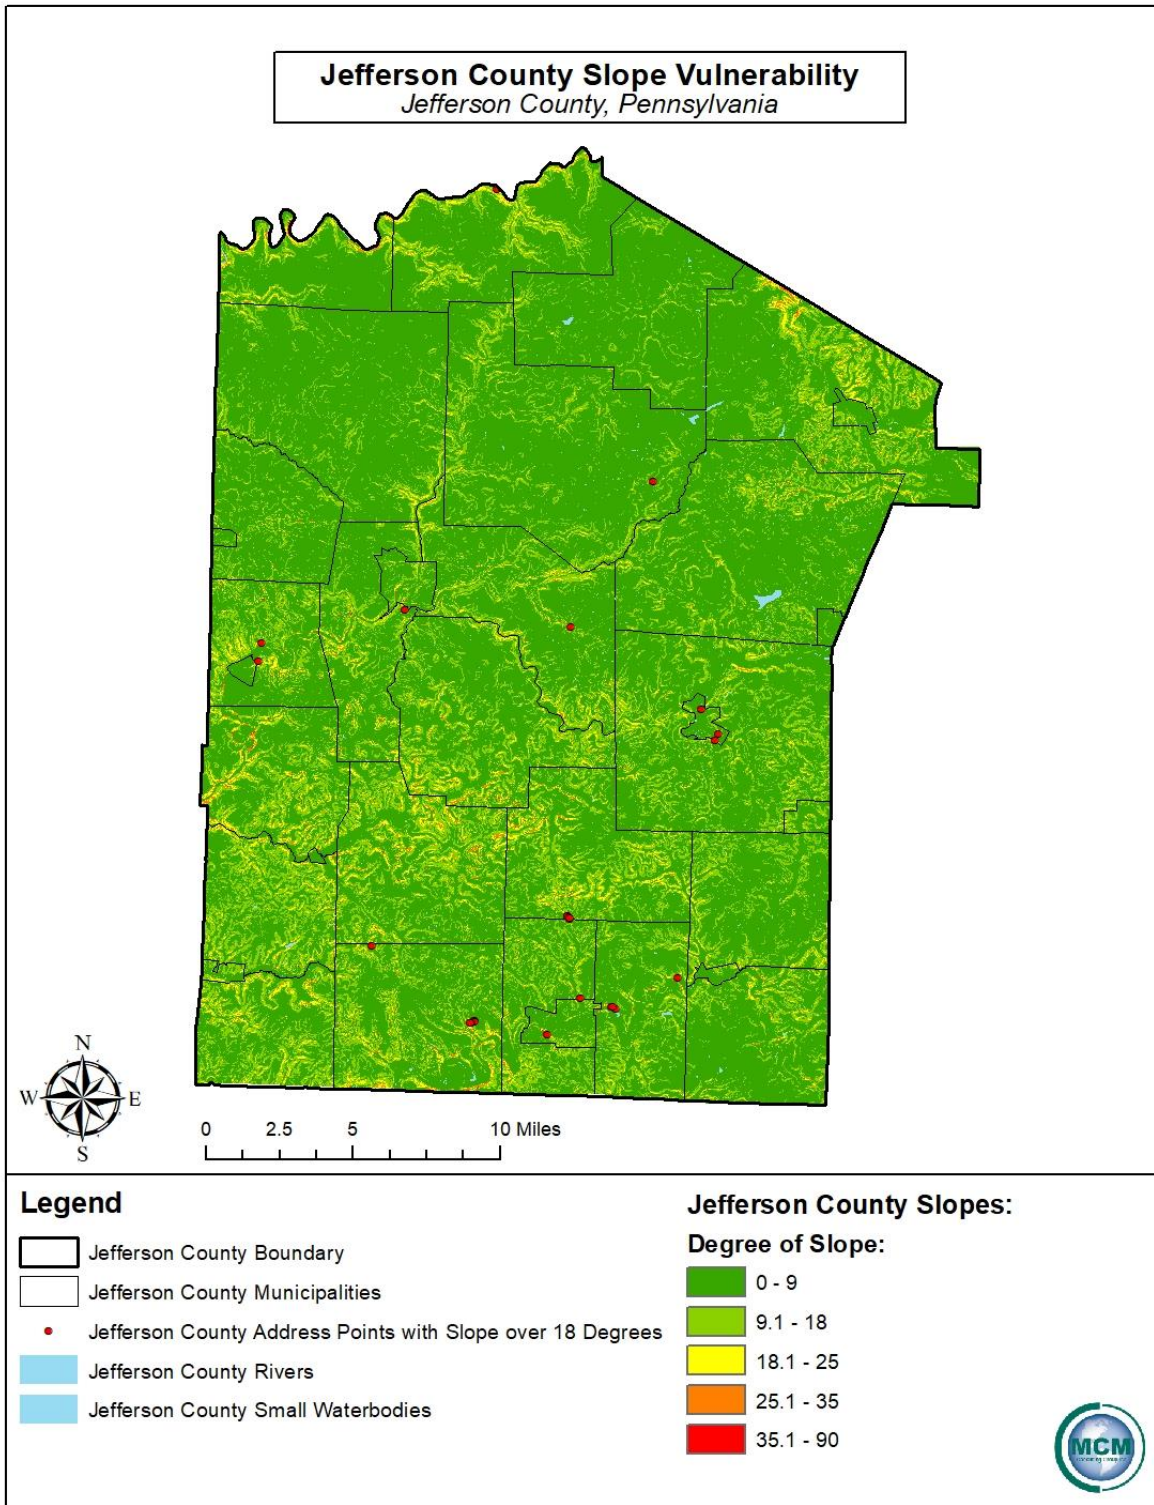 Jefferson County Slope Vulnerability
Jefferson County, Pennsylvania
N
W E
S
0 2.5 5 10 Miles
Legend
Jefferson County Boundary
Jefferson County Municipalities
Jefferson County Address Points with Slope over 18 Degrees
Jefferson County Rivers
Jefferson County Small Waterbodies
Jefferson County Slopes:
Degree of Slope:
0 - 9
9.1 - 18
18.1 - 25
25.1 - 35
35.1 - 90
MCM